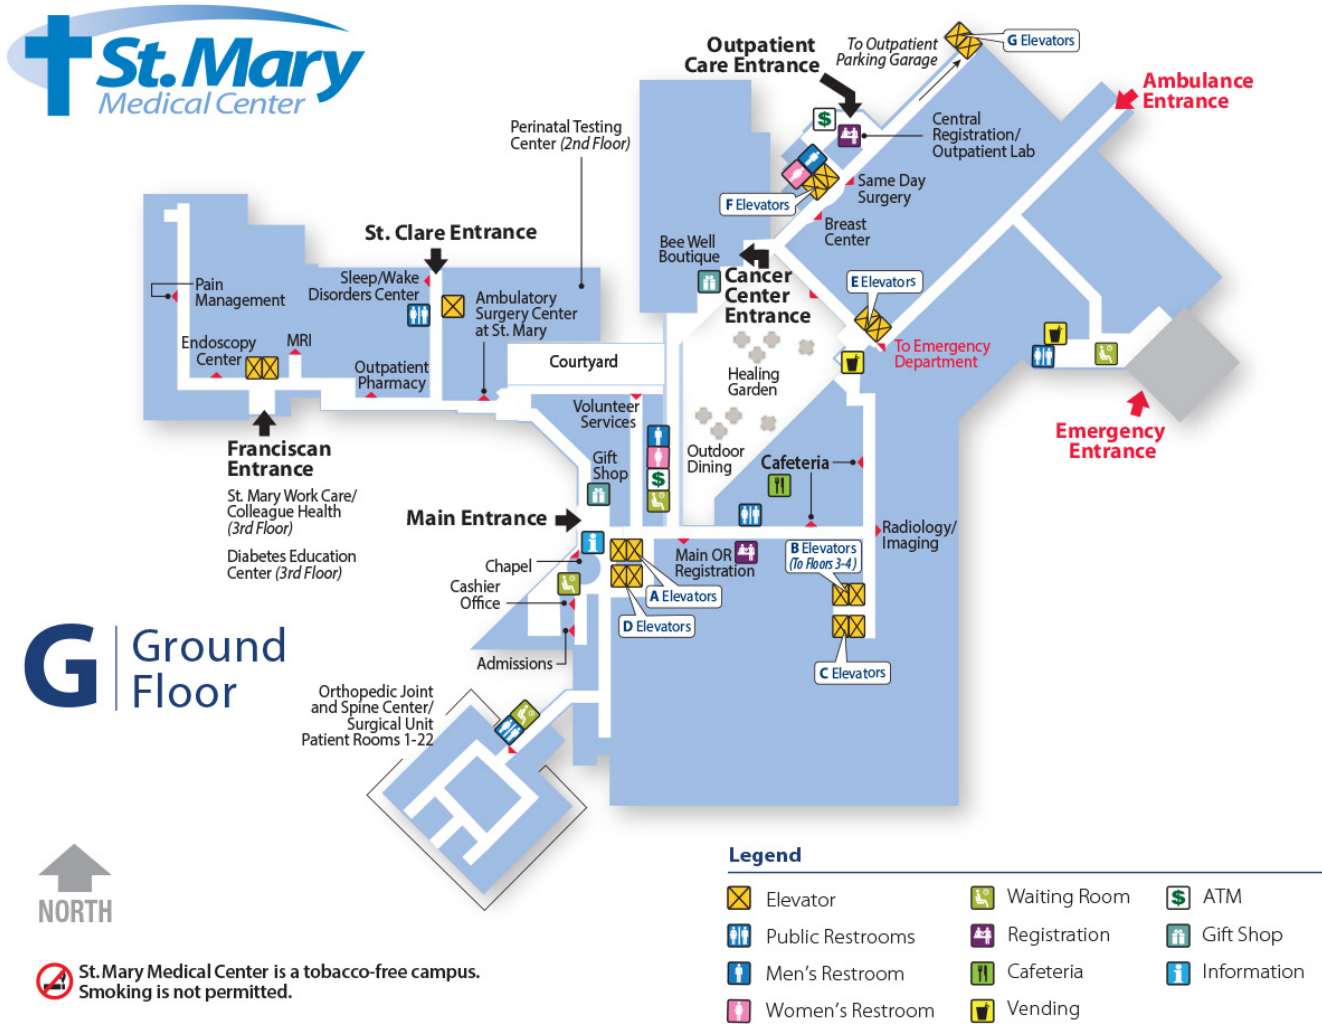 St. Mary
Medical Center
Outpatient
Care Entrance
To Outpatient
Parking Garage
G Elevators
Ambulance
Entrance
$
Central
Registration/
Outpatient Lab
Perinatal Testing
Center (2nd Floor)
Same Day
Surgery
F Elevators
Breast
Center
St. Clare Entrance
Bee Well
Boutique
Cancer
Center
Entrance
E Elevators
Sleep/Wake
Disorders Center
Pain
Management
Ambulatory
Surgery Center
at St. Mary
Endoscopy
Center
MRI
To Emergency
Department
Courtyard
Outpatient
Pharmacy
Healing
Garden
Volunteer
Services
Emergency
Entrance
Franciscan
Entrance
Gift
Shop
$
Outdoor
Dining
Cafeteria
St. Mary Work Care/
Colleague Health
(3rd Floor)
Diabetes Education
Center (3rd Floor)
Main Entrance
i
Radiology/
Imaging
Main OR
Registration
B Elevators
(To Floors 3-4)
Chapel
Cashier
Office
A Elevators
D Elevators
Admissions
C Elevators
G
Ground
Floor
Orthopedic Joint
and Spine Center/
Surgical Unit
Patient Rooms 1-22
NORTH
St. Mary Medical Center is a tobacco-free campus.
Smoking is not permitted.
Legend
Elevator
Public Restrooms
Men's Restroom
Women's Restroom
Waiting Room
Registration
Cafeteria
Vending
$ ATM
Gift Shop
i Information